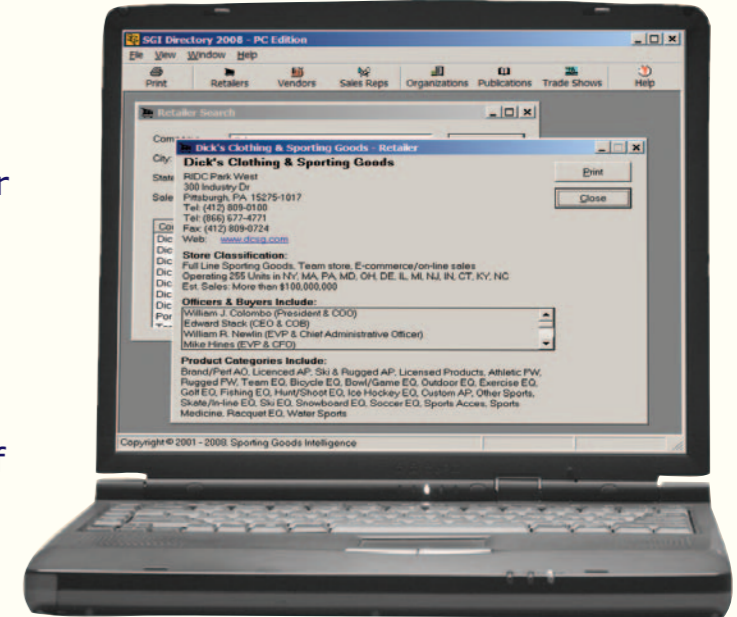 SGI Directory 2008 - PC Edition
File View Window Help
Print Retailers Vendors Sales Reps Organizations Publications Trade Shows Help
Retailer Search
City:
State
Sale
Dick's Clothing & Sporting Goods - Retailer
Dick's Clothing & Sporting Goods
RIDC Park West
300 Industry Dr
Pittsburgh, PA. 15275-1017
Tel: (412) 809-0100
Tel: (866) 677-4771
Fax: (412) 809-0724
Web: www.dcsg.com
Print
Close
Store Classification:
Full Line Sporting Goods, Team store, E-commerce/on-line sales
Operating 255 Units in NY, MA, PA, MD, OH, DE, IL, MI, NJ, IN, CT, KY, NC
Est. Sales: More than $100,000,000
Officers & Buyers Include:
William J. Colombo (President & COO)
Edward Stack (CEO & COB)
William R. Newlin (EVP & Chief Administrative Officer)
Mike Hines (EVP & CFO)
Product Categories Include:
Brand/Perf AO, Licenced AP, Ski & Rugged AP, Licensed Products, Athletic FW,
Rugged FW, Team EQ, Bicycle EQ, Bowl/Game EQ, Outdoor EQ, Exercise EQ,
Golf EQ, Fishing EQ, Hunt/Shoot EQ, Ice Hockey EQ, Custom AP, Other Sports,
Skate/In-line EQ, Ski EQ, Snowboard EQ, Soccer EQ, Sports Acces, Sports
Medicine, Racquet EQ, Water Sports
Copyright © 2001 - 2008. Sporting Goods Intelligence